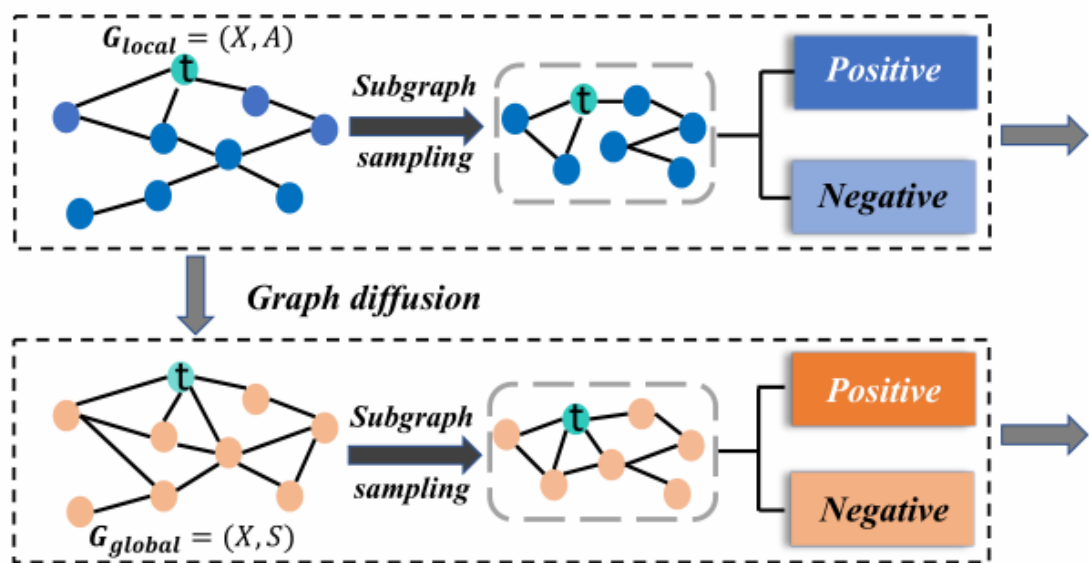 G_local = (X, A)
t
Subgraph
sampling
t
Positive
Negative
Graph diffusion
t
Subgraph
sampling
t
Positive
Negative
G_global = (X, S)